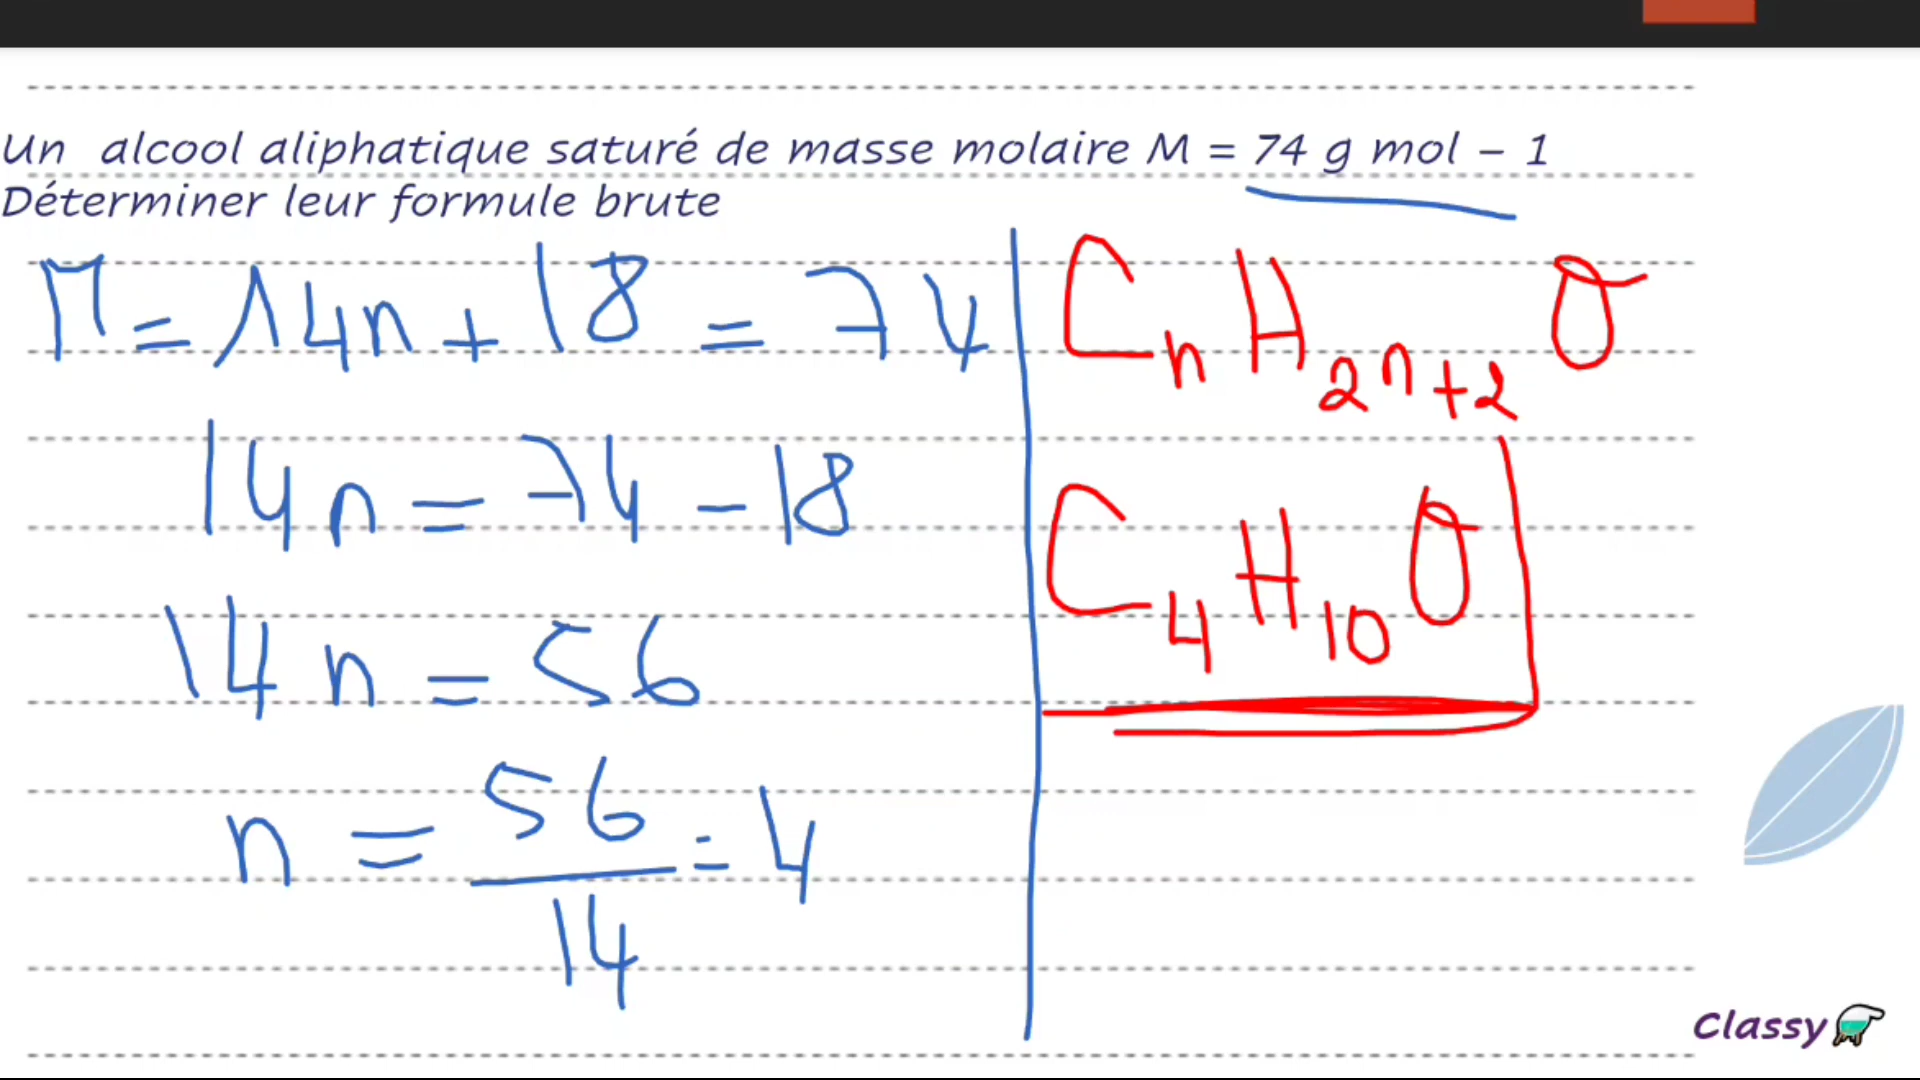 Un alcool aliphatique saturé de masse molaire M = 74 g mol – 1
Déterminer leur formule brute
M = 14n + 18 = 74
14n = 74 - 18
14n = 56
n = 56/14 = 4
CnH2n+2O
C4H10O
Classy